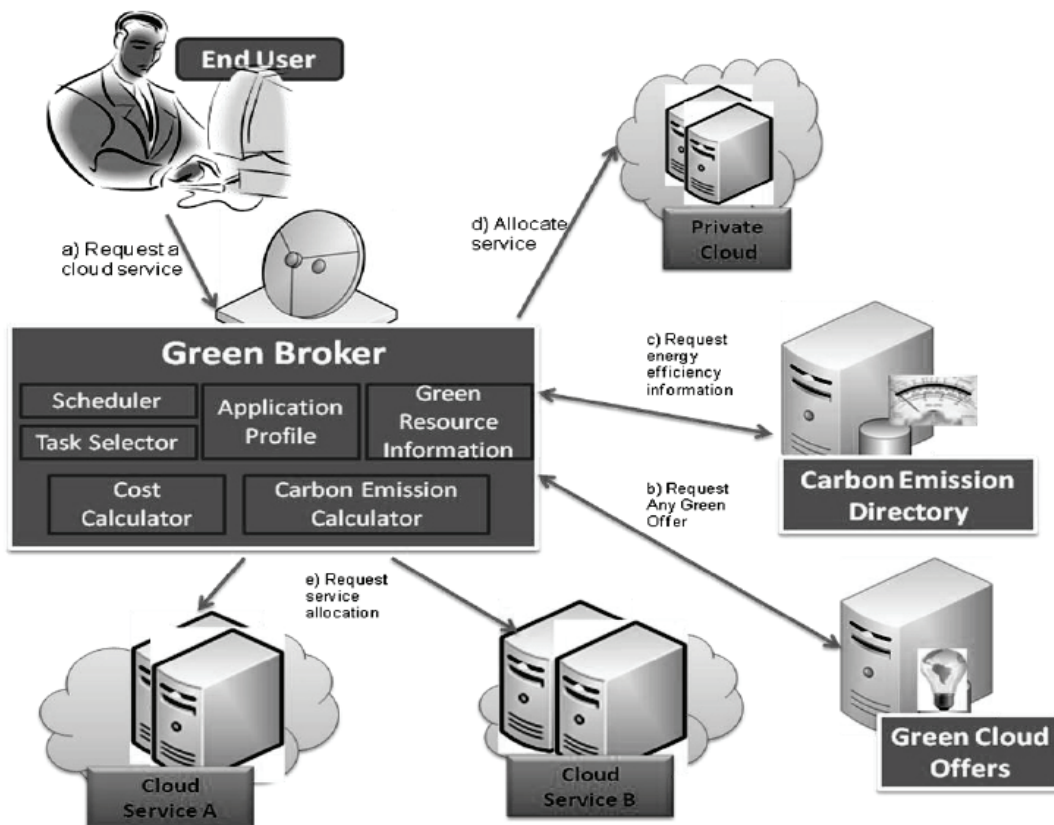 End User
a) Request a
cloud service
d) Allocate
service
Private
Cloud
Green Broker
Scheduler
Task Selector
Application
Profile
Green
Resource
Information
Cost
Calculator
Carbon Emission
Calculator
c) Request
energy
efficiency
information
Carbon Emission
Directory
b) Request
Any Green
Offer
Green Cloud
Offers
e) Request
service
allocation
Cloud
Service A
Cloud
Service B